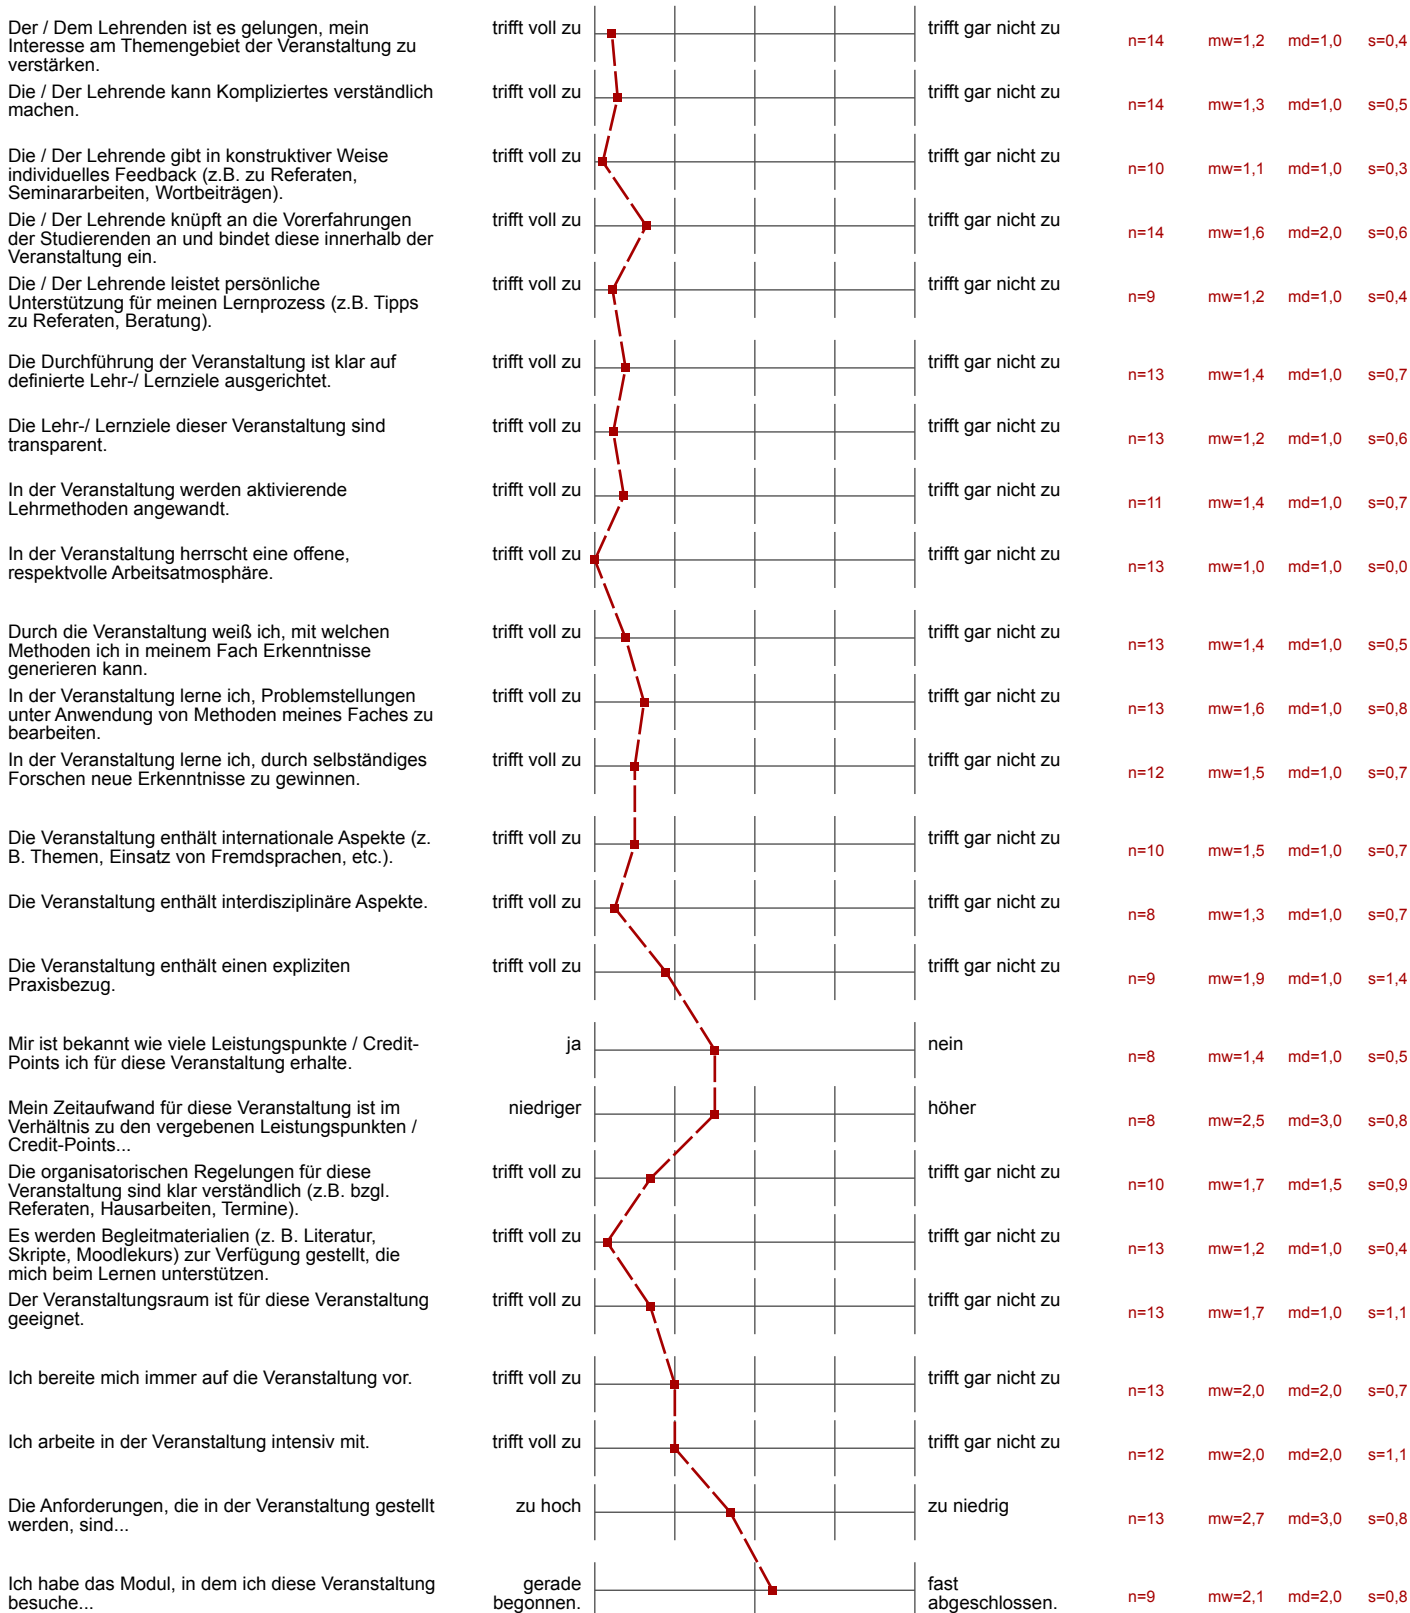 Der / Dem Lehrenden ist es gelungen, mein
Interesse am Themengebiet der Veranstaltung zu
verstärken.
trifft voll zu
trifft gar nicht zu
n=14 mw=1,2 md=1,0 s=0,4
Die / Der Lehrende kann Kompliziertes verständlich
machen.
trifft voll zu
trifft gar nicht zu
n=14 mw=1,3 md=1,0 s=0,5
Die / Der Lehrende gibt in konstruktiver Weise
individuelles Feedback (z.B. zu Referaten,
Seminararbeiten, Wortbeiträgen).
trifft voll zu
trifft gar nicht zu
n=10 mw=1,1 md=1,0 s=0,3
Die / Der Lehrende knüpft an die Vorerfahrungen
der Studierenden an und bindet diese innerhalb der
Veranstaltung ein.
trifft voll zu
trifft gar nicht zu
n=14 mw=1,6 md=2,0 s=0,6
Die / Der Lehrende leistet persönliche
Unterstützung für meinen Lernprozess (z.B. Tipps
zu Referaten, Beratung).
trifft voll zu
trifft gar nicht zu
n=9 mw=1,2 md=1,0 s=0,4
Die Durchführung der Veranstaltung ist klar auf
definierte Lehr-/ Lernziele ausgerichtet.
trifft voll zu
trifft gar nicht zu
n=13 mw=1,4 md=1,0 s=0,7
Die Lehr-/ Lernziele dieser Veranstaltung sind
transparent.
trifft voll zu
trifft gar nicht zu
n=13 mw=1,2 md=1,0 s=0,6
In der Veranstaltung werden aktivierende
Lehrmethoden angewandt.
trifft voll zu
trifft gar nicht zu
n=11 mw=1,4 md=1,0 s=0,7
In der Veranstaltung herrscht eine offene,
respektvolle Arbeitsatmosphäre.
trifft voll zu
trifft gar nicht zu
n=13 mw=1,0 md=1,0 s=0,0
Durch die Veranstaltung weiß ich, mit welchen
Methoden ich in meinem Fach Erkenntnisse
generieren kann.
trifft voll zu
trifft gar nicht zu
n=13 mw=1,4 md=1,0 s=0,5
In der Veranstaltung lerne ich, Problemstellungen
unter Anwendung von Methoden meines Faches zu
bearbeiten.
trifft voll zu
trifft gar nicht zu
n=13 mw=1,6 md=1,0 s=0,8
In der Veranstaltung lerne ich, durch selbständiges
Forschen neue Erkenntnisse zu gewinnen.
trifft voll zu
trifft gar nicht zu
n=12 mw=1,5 md=1,0 s=0,7
Die Veranstaltung enthält internationale Aspekte (z.
B. Themen, Einsatz von Fremdsprachen, etc.).
trifft voll zu
trifft gar nicht zu
n=10 mw=1,5 md=1,0 s=0,7
Die Veranstaltung enthält interdisziplinäre Aspekte.
trifft voll zu
trifft gar nicht zu
n=8 mw=1,3 md=1,0 s=0,7
Die Veranstaltung enthält einen expliziten
Praxisbezug.
trifft voll zu
trifft gar nicht zu
n=9 mw=1,9 md=1,0 s=1,4
Mir ist bekannt wie viele Leistungspunkte / Credit-
Points ich für diese Veranstaltung erhalte.
ja
nein
n=8 mw=1,4 md=1,0 s=0,5
Mein Zeitaufwand für diese Veranstaltung ist im
Verhältnis zu den vergebenen Leistungspunkten /
Credit-Points...
niedriger
höher
n=8 mw=2,5 md=3,0 s=0,8
Die organisatorischen Regelungen für diese
Veranstaltung sind klar verständlich (z.B. bzgl.
Referaten, Hausarbeiten, Termine).
trifft voll zu
trifft gar nicht zu
n=10 mw=1,7 md=1,5 s=0,9
Es werden Begleitmaterialien (z. B. Literatur,
Skripte, Moodlekurs) zur Verfügung gestellt, die
mich beim Lernen unterstützen.
trifft voll zu
trifft gar nicht zu
n=13 mw=1,2 md=1,0 s=0,4
Der Veranstaltungsraum ist für diese Veranstaltung
geeignet.
trifft voll zu
trifft gar nicht zu
n=13 mw=1,7 md=1,0 s=1,1
Ich bereite mich immer auf die Veranstaltung vor.
trifft voll zu
trifft gar nicht zu
n=13 mw=2,0 md=2,0 s=0,7
Ich arbeite in der Veranstaltung intensiv mit.
trifft voll zu
trifft gar nicht zu
n=12 mw=2,0 md=2,0 s=1,1
Die Anforderungen, die in der Veranstaltung gestellt
werden, sind...
zu hoch
zu niedrig
n=13 mw=2,7 md=3,0 s=0,8
Ich habe das Modul, in dem ich diese Veranstaltung
besuche...
gerade
begonnen.
fast
abgeschlossen.
n=9 mw=2,1 md=2,0 s=0,8